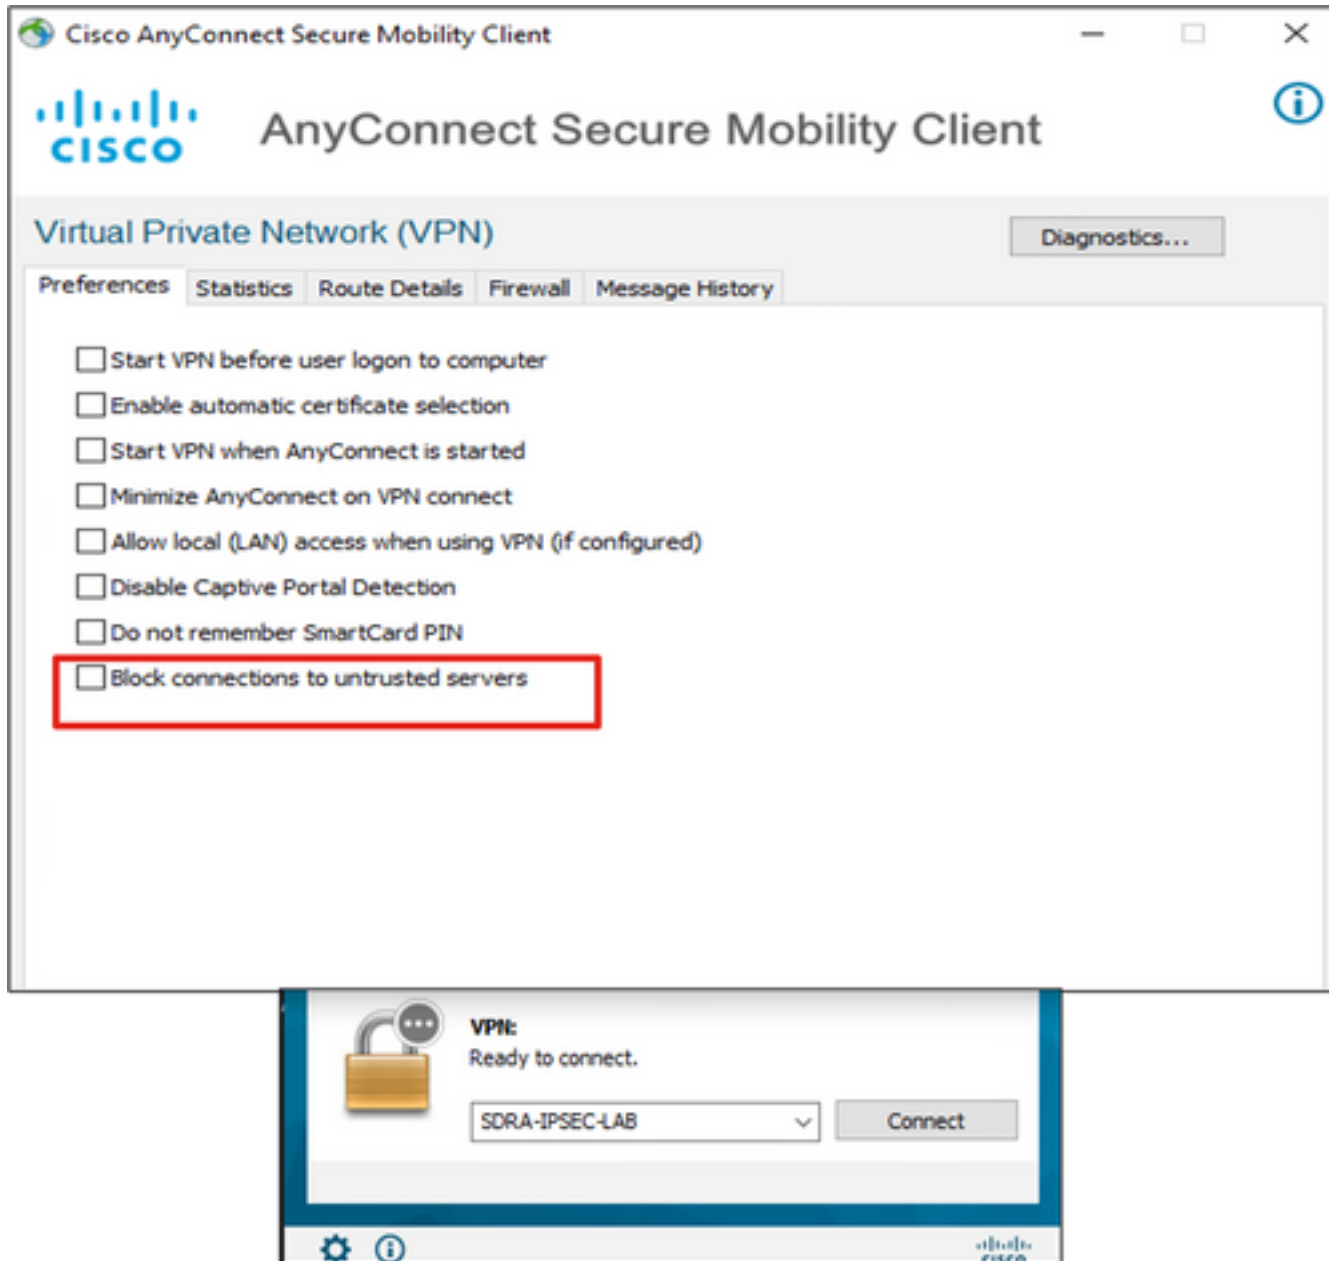 Cisco AnyConnect Secure Mobility Client
CISCO
AnyConnect Secure Mobility Client
Virtual Private Network (VPN)
Diagnostics...
Preferences Statistics Route Details Firewall Message History
Start VPN before user logon to computer
Enable automatic certificate selection
Start VPN when AnyConnect is started
Minimize AnyConnect on VPN connect
Allow local (LAN) access when using VPN (if configured)
Disable Captive Portal Detection
Do not remember SmartCard PIN
Block connections to untrusted servers
VPN:
Ready to connect.
SDRA-IPSEC-LAB
Connect
CISCO